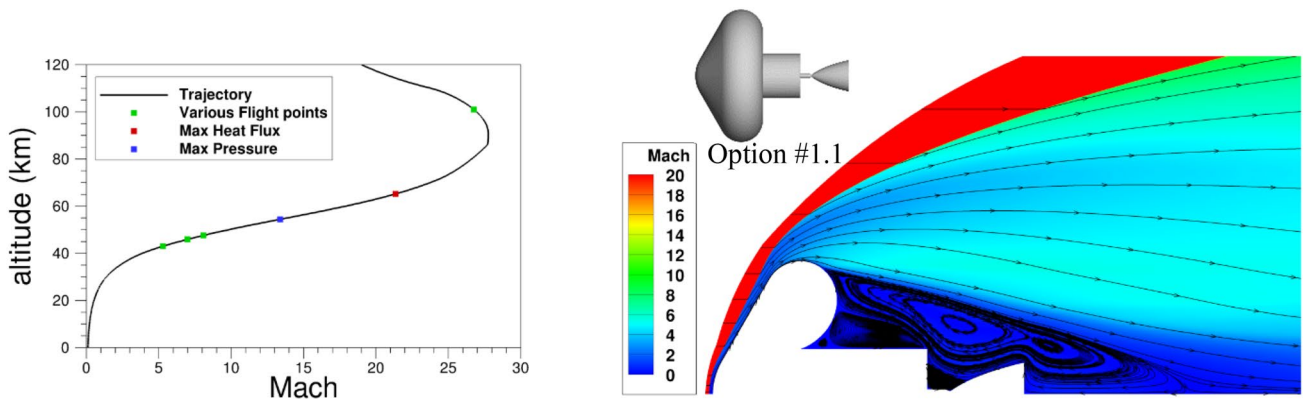 120
100
80
60
40
20
0
altitude (km)
Trajectory
Various Flight points
Max Heat Flux
Max Pressure
0 5 10 15 20 25 30
Mach
Option #1.1
Mach
20
18
16
14
12
10
8
6
4
2
0